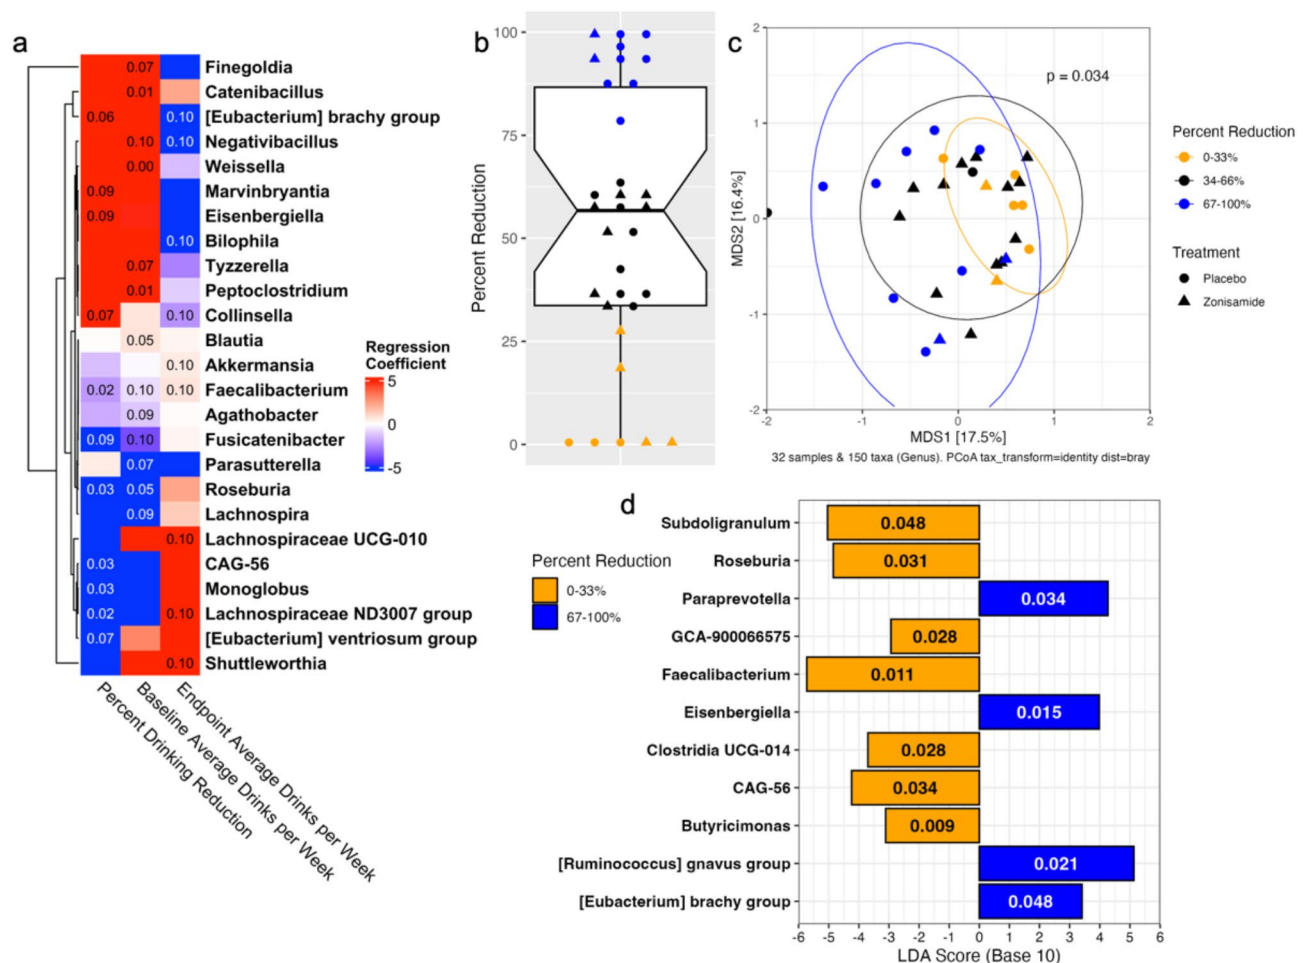 a
0.07 Finegoldia
0.01 Catenibacillus
0.06 0.10 [Eubacterium] brachy group
0.10 0.10 Negativibacillus
0.00 Weissella
0.09 Marvinbryantia
0.09 Eisenbergiella
0.10 Bilophila
0.07 Tyzzerella
0.01 Peptoclostridium
0.07 0.10 Collinsella
0.05 Blautia
0.10 Akkermansia
0.02 0.10 0.10 Faecalibacterium
0.09 Agathobacter
0.09 0.10 Fusicatenibacter
0.07 Parasutterella
0.03 0.05 Roseburia
0.09 Lachnospira
0.10 Lachnospiraceae UCG-010
0.03 CAG-56
0.03 Monoglobus
0.02 0.10 Lachnospiraceae ND3007 group
0.07 [Eubacterium] ventriosum group
0.10 Shuttleworthia
Percent Drinking Reduction
Baseline Average Drinks per Week
Endpoint Average Drinks per Week
Regression
Coefficient
5
0
-5
b
Percent Reduction
100
75
50
25
0
c
MDS2 [16.4%]
2
1
0
-1
-2
p = 0.034
-2 -1 0 1 2
MDS1 [17.5%]
32 samples & 150 taxa (Genus). PCoA tax_transform=identity dist=bray
Percent Reduction
0-33%
34-66%
67-100%
Treatment
Placebo
Zonisamide
d
Percent Reduction
0-33%
67-100%
Subdoligranulum 0.048
Roseburia 0.031
Paraprevotella 0.034
GCA-900066575 0.028
Faecalibacterium 0.011
Eisenbergiella 0.015
Clostridia UCG-014 0.028
CAG-56 0.034
Butyricimonas 0.009
[Ruminococcus] gnavus group 0.021
[Eubacterium] brachy group 0.048
-6 -5 -4 -3 -2 -1 0 1 2 3 4 5 6
LDA Score (Base 10)